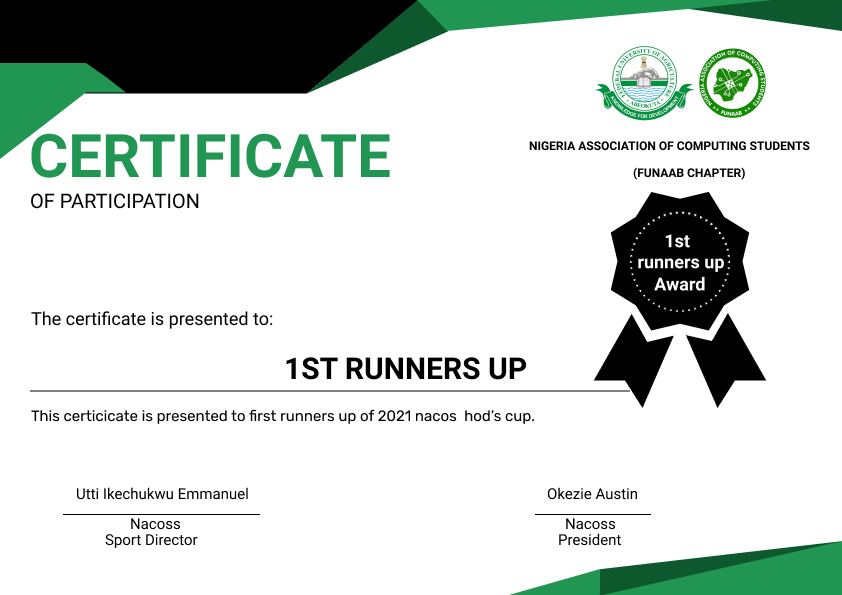 FEDERAL UNIVERSITY OF AGRICULTURE
ABEOKUTA
KNOWLEDGE FOR DEVELOPMENT
NIGERIA ASSOCIATION OF COMPUTING STUDENTS
FUNAAB
NIGERIA ASSOCIATION OF COMPUTING STUDENTS
(FUNAAB CHAPTER)
CERTIFICATE
OF PARTICIPATION
1st
runners up
Award
The certificate is presented to:
1ST RUNNERS UP
This certicicate is presented to first runners up of 2021 nacos  hod's cup.
Utti Ikechukwu Emmanuel
Nacoss
Sport Director
Okezie Austin
Nacoss
President